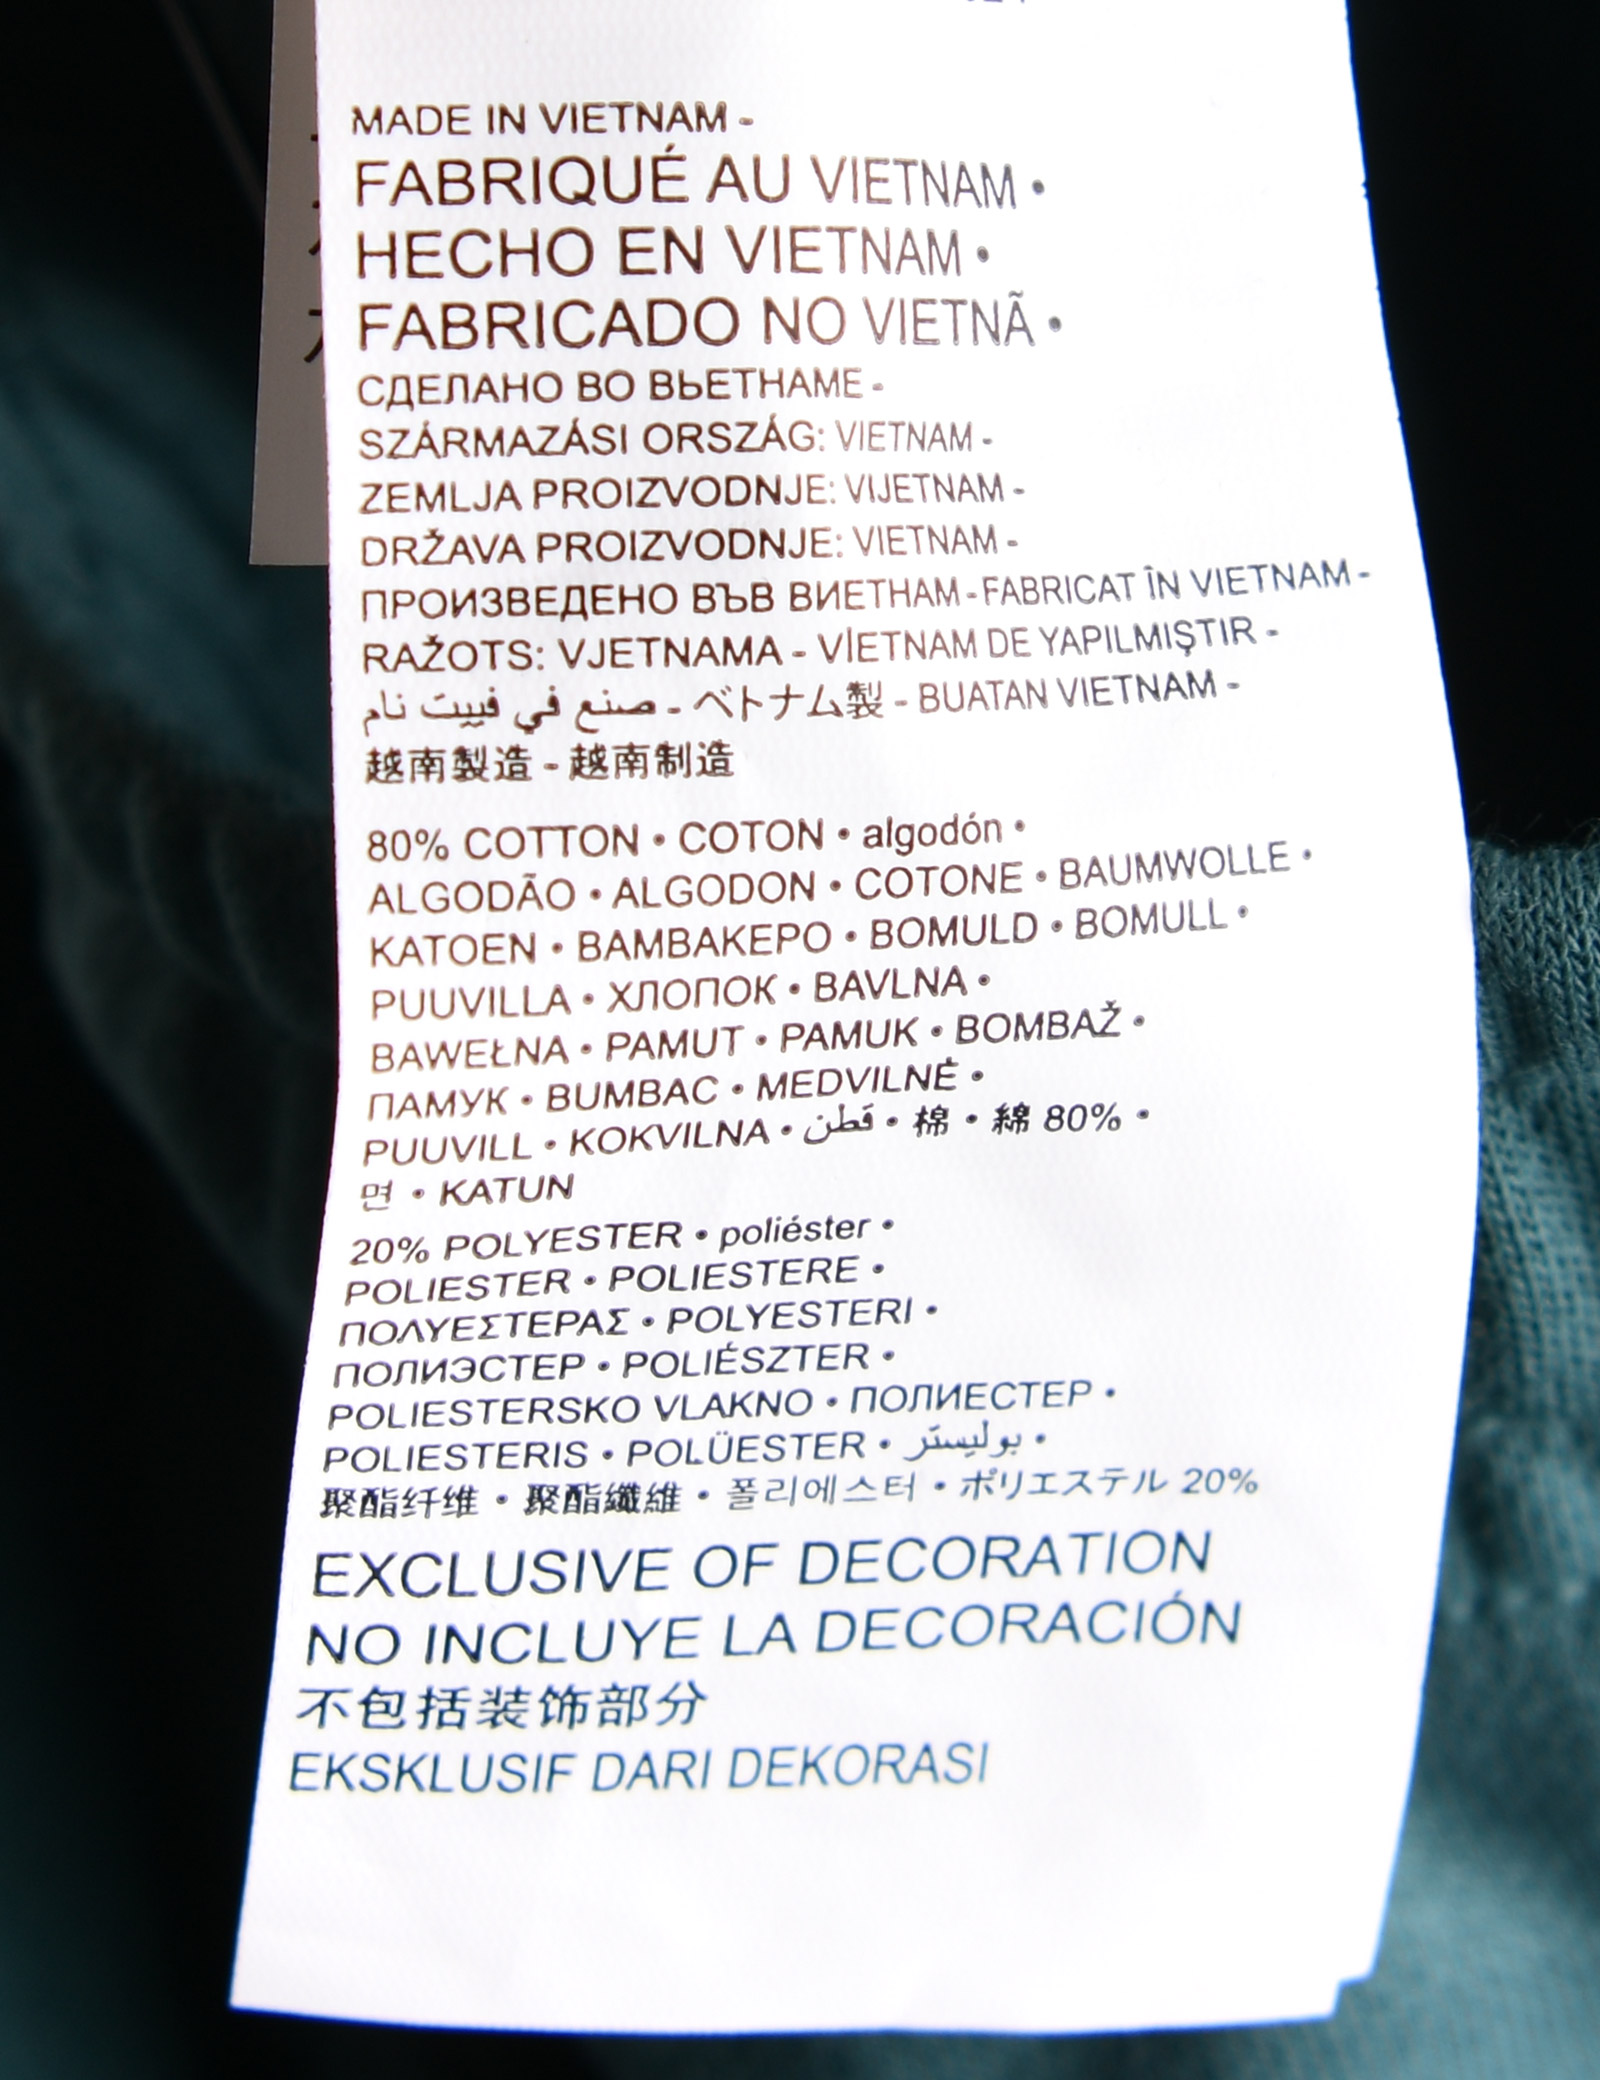 MADE IN VIETNAM -
FABRIQUÉ AU VIETNAM •
HECHO EN VIETNAM •
FABRICADO NO VIETNÃ •
СДЕЛАНО ВО ВЬЕТНАМЕ -
SZÁRMAZÁSI ORSZÁG: VIETNAM -
ZEMLJA PROIZVODNJE: VIJETNAM -
DRŽAVA PROIZVODNJE: VIETNAM -
ПРОИЗВЕДЕНО ВЪВ ВИЕТНАМ - FABRICAT ÎN VIETNAM -
RAŽOTS: VJETNAMA - VİETNAM DE YAPILMIŞTIR -
صنع في فييت نام - ベトナム製 - BUATAN VIETNAM -
越南製造 - 越南制造
80% COTTON • COTON • algodón •
ALGODÃO • ALGODON • COTONE • BAUMWOLLE •
KATOEN • ΒΑΜΒΑΚΕΡΟ • BOMULD • BOMULL •
PUUVILLA • ХЛОПОК • BAVLNA •
BAWEŁNA • PAMUT • PAMUK • BOMBAŽ •
ПАМУК • BUMBAC • MEDVILNĖ •
PUUVILL • KOKVILNA • قطن • 棉 • 綿 80% •
면 • KATUN
20% POLYESTER • poliéster •
POLIESTER • POLIESTERE •
ΠΟΛΥΕΣΤΕΡΑΣ • POLYESTERI •
ПОЛИЭСТЕР • POLIÉSZTER •
POLIESTERSKO VLAKNO • ПОЛИЕСТЕР •
POLIESTERIS • POLÜESTER • بوليستر •
聚酯纤维 • 聚酯纖維 • 폴리에스터 • ポリエステル 20%
EXCLUSIVE OF DECORATION
NO INCLUYE LA DECORACIÓN
不包括装饰部分
EKSKLUSIF DARI DEKORASI